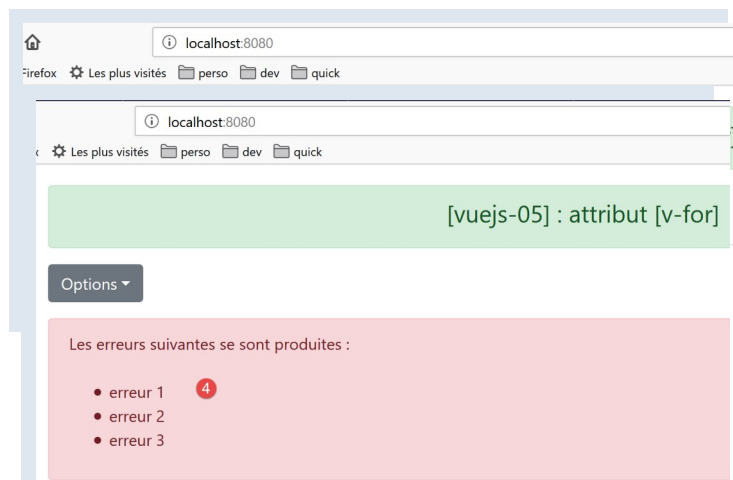 localhost:8080
Firefox Les plus visités perso dev quick
localhost:8080
Les plus visités perso dev quick
[vuejs-05] : attribut [v-for]
Options
Les erreurs suivantes se sont produites :
• erreur 1 4
• erreur 2
• erreur 3